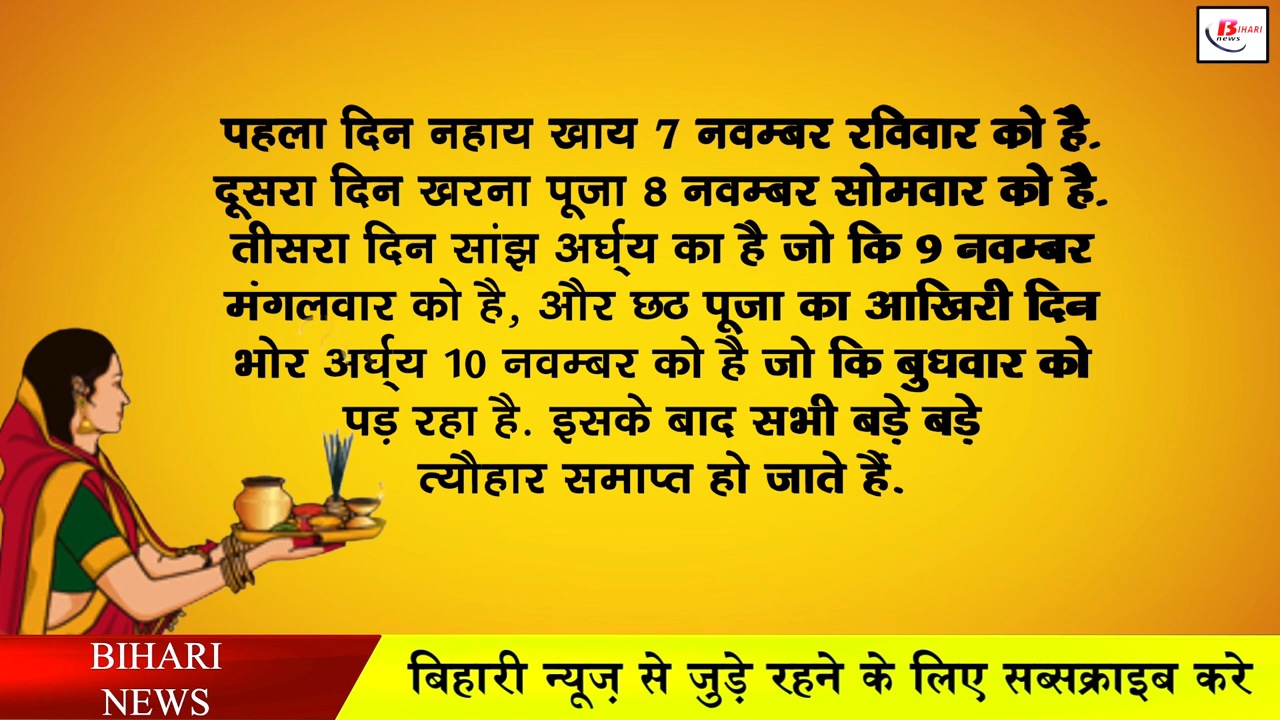 BIHARI
news
पहला दिन नहाय खाय 7 नवम्बर रविवार को है.
दूसरा दिन खरना पूजा 8 नवम्बर सोमवार को है.
तीसरा दिन सांझ अर्घ्य का है जो कि 9 नवम्बर
मंगलवार को है, और छठ पूजा का आखिरी दिन
भोर अर्घ्य 10 नवम्बर को है जो कि बुधवार को
पड़ रहा है. इसके बाद सभी बड़े बड़े
त्यौहार समाप्त हो जाते हैं.
BIHARI
NEWS
बिहारी न्यूज़ से जुड़े रहने के लिए सब्सक्राइब करे